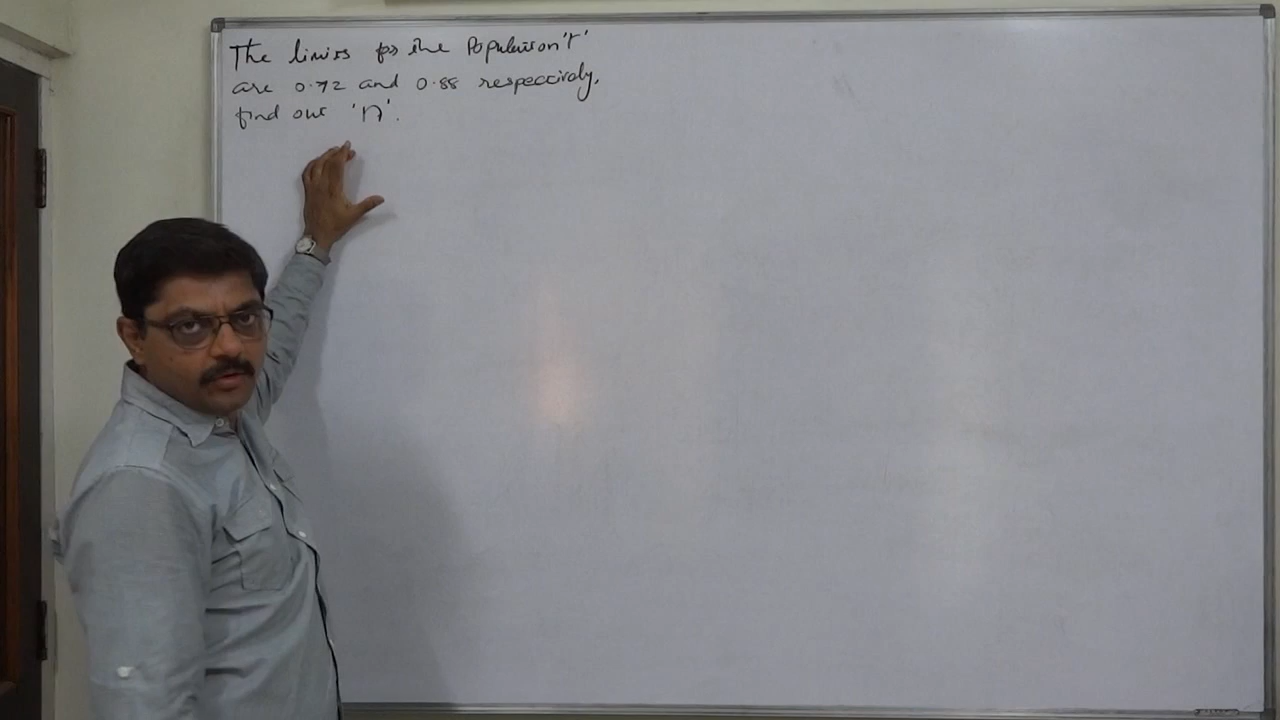 The limits for the Population 'r'
are 0.72 and 0.88 respectively.
find out 'n'.